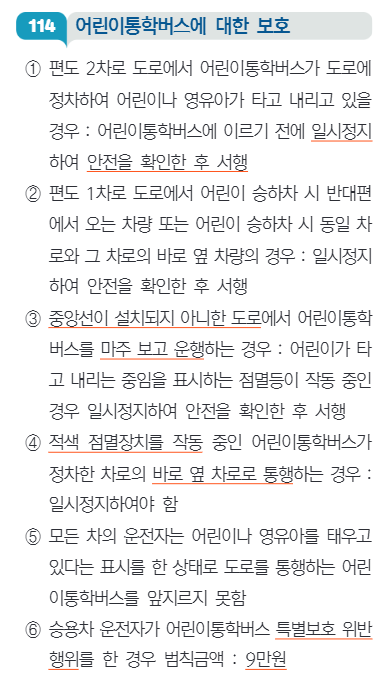 114 어린이통학버스에 대한 보호
① 편도 2차로 도로에서 어린이통학버스가 도로에
정차하여 어린이나 영유아가 타고 내리고 있을
경우 : 어린이통학버스에 이르기 전에 일시정지
하여 안전을 확인한 후 서행
② 편도 1차로 도로에서 어린이 승하차 시 반대편
에서 오는 차량 또는 어린이 승하차 시 동일 차
로와 그 차로의 바로 옆 차량의 경우 : 일시정지
하여 안전을 확인한 후 서행
③ 중앙선이 설치되지 아니한 도로에서 어린이통학
버스를 마주 보고 운행하는 경우 : 어린이가 타
고 내리는 중임을 표시하는 점멸등이 작동 중인
경우 일시정지하여 안전을 확인한 후 서행
④ 적색 점멸장치를 작동 중인 어린이통학버스가
정차한 차로의 바로 옆 차로로 통행하는 경우 :
일시정지하여야 함
⑤ 모든 차의 운전자는 어린이나 영유아를 태우고
있다는 표시를 한 상태로 도로를 통행하는 어린
이통학버스를 앞지르지 못함
⑥ 승용차 운전자가 어린이통학버스 특별보호 위반
행위를 한 경우 범칙금액 : 9만원